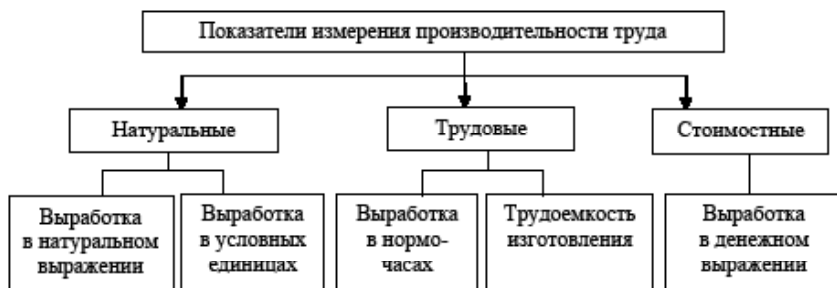 Показатели измерения производительности труда
Натуральные
Трудовые
Стоимостные
Выработка
в натуральном
выражении
Выработка
в условных
единицах
Выработка
в нормо-
часах
Трудоемкость
изготовления
Выработка
в денежном
выражении